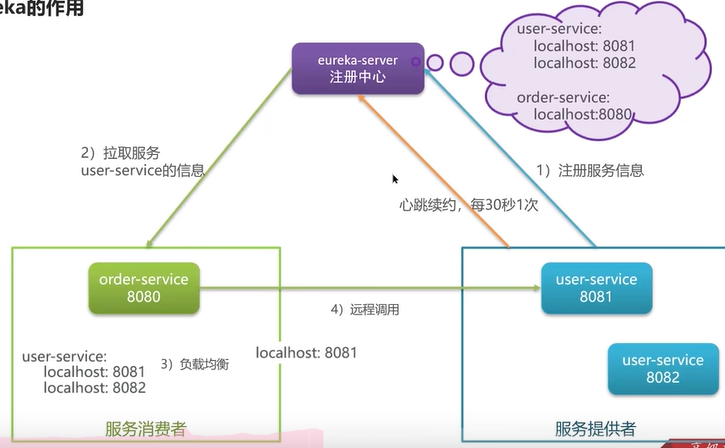 eka的作用
eureka-server
注册中心
user-service:
localhost: 8081
localhost: 8082
order-service:
localhost:8080
2）拉取服务
user-service的信息
1）注册服务信息
心跳续约，每30秒1次
order-service
8080
user-service
8081
4）远程调用
user-service:
localhost: 8081
localhost: 8082
3）负载均衡
localhost: 8081
user-service
8082
服务消费者
服务提供者